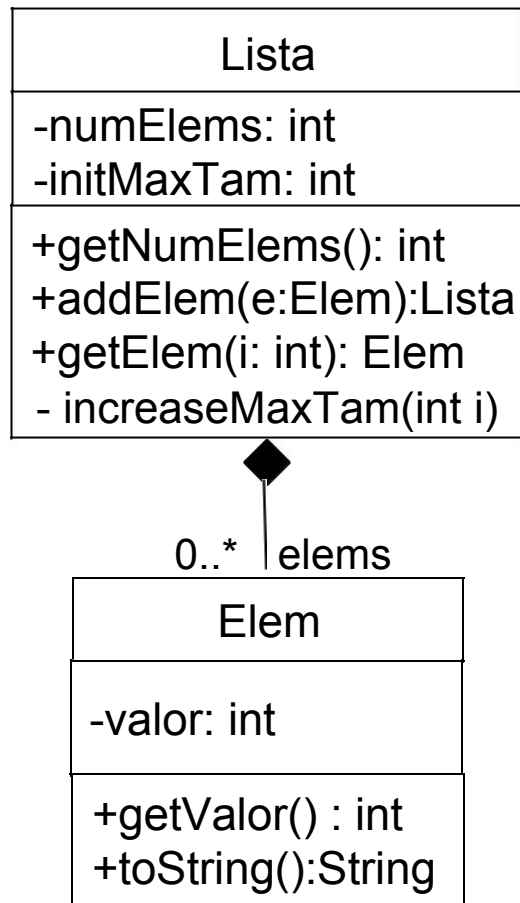 Lista
-numElems: int
-initMaxTam: int
+getNumElems(): int
+addElem(e:Elem):Lista
+getElem(i: int): Elem
- increaseMaxTam(int i)
0..* elems
Elem
-valor: int
+getValor() : int
+toString():String